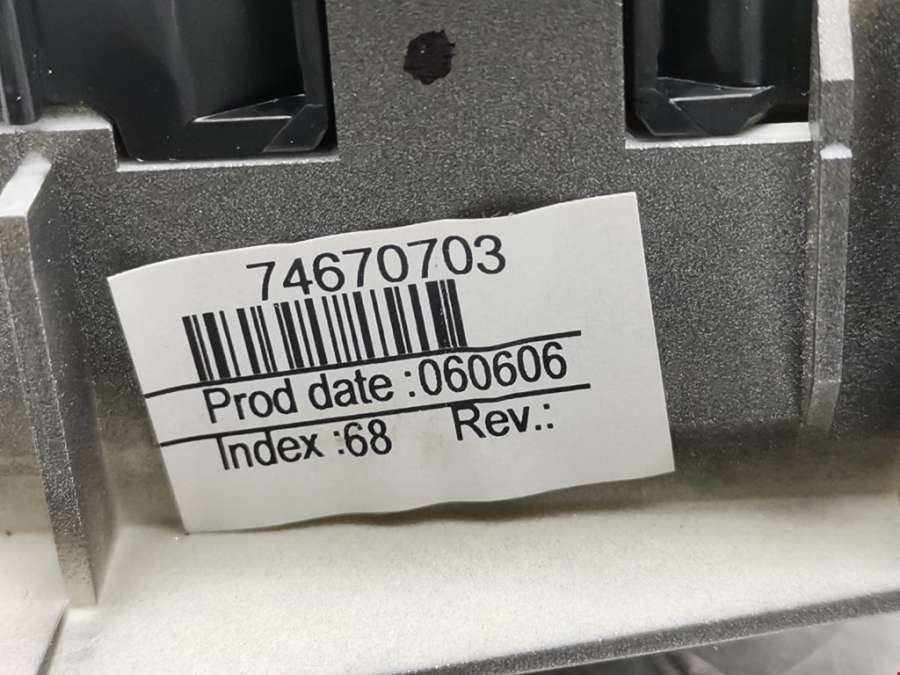 74670703
Prod date :060606
Index :68 Rev.: